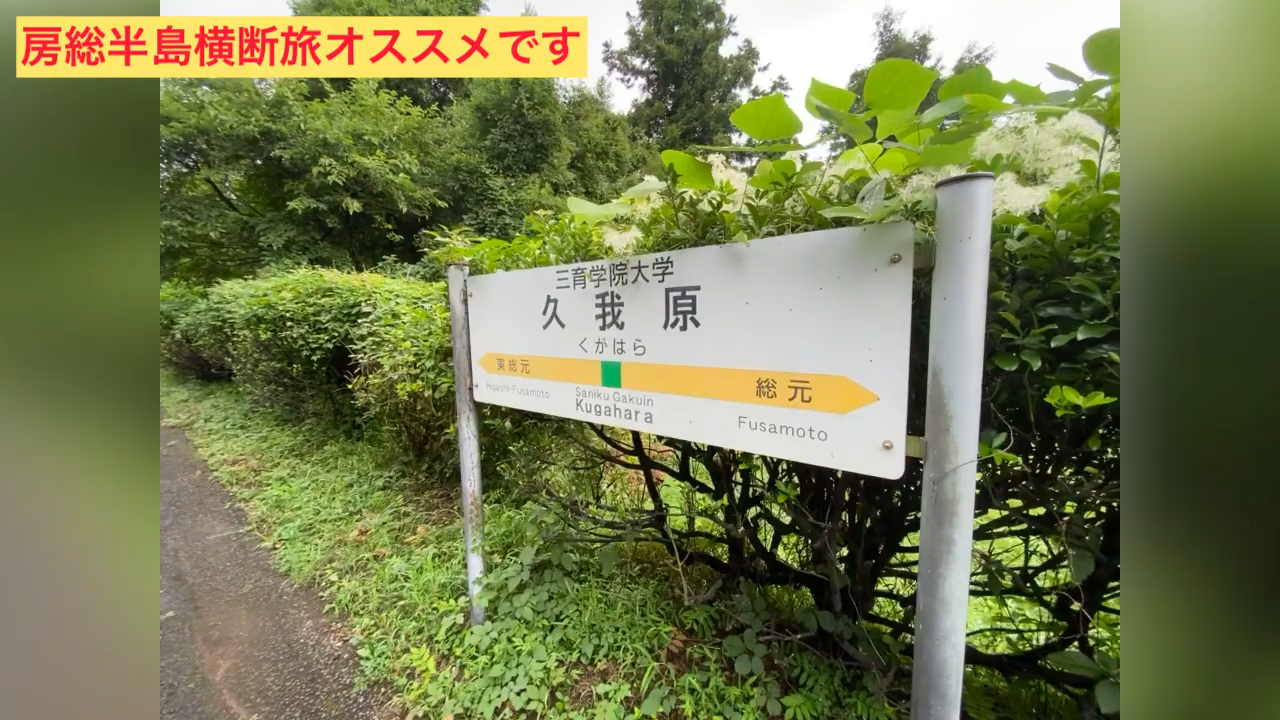 房総半島横断旅オススメです
三育学院大学
久我原
くがはら
東総元
総元
Higashi-Fusamoto
Saniku Gakuin
Kugahara
Fusamoto